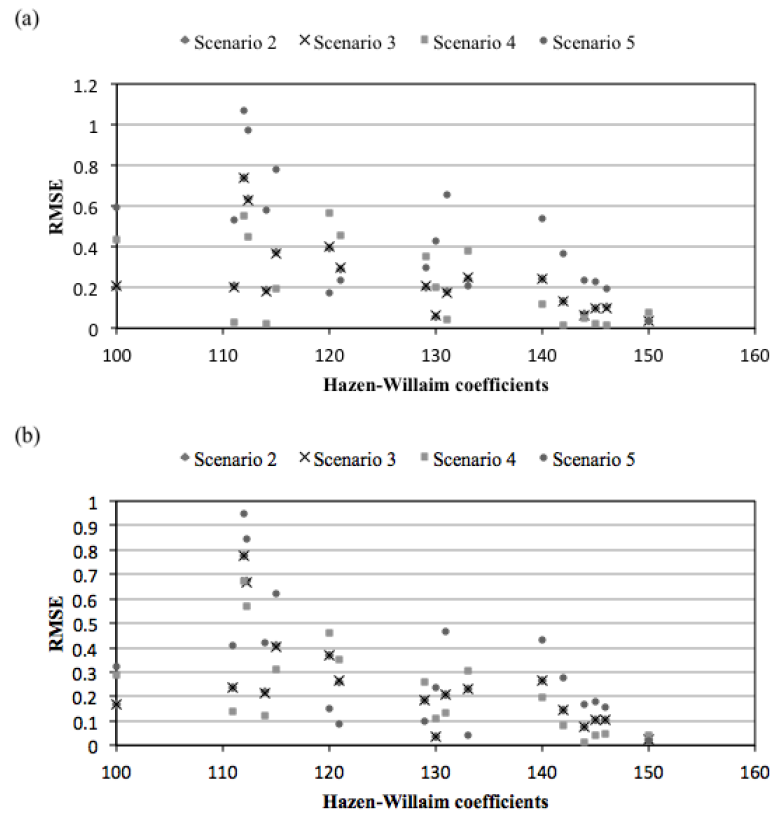 (a)
Scenario 2 Scenario 3 Scenario 4 Scenario 5
1.2
1
0.8
0.6
0.4
0.2
0
RMSE
100 110 120 130 140 150 160
Hazen-Willaim coefficients
(b)
Scenario 2 Scenario 3 Scenario 4 Scenario 5
1
0.9
0.8
0.7
0.6
0.5
0.4
0.3
0.2
0.1
0
RMSE
100 110 120 130 140 150 160
Hazen-Willaim coefficients